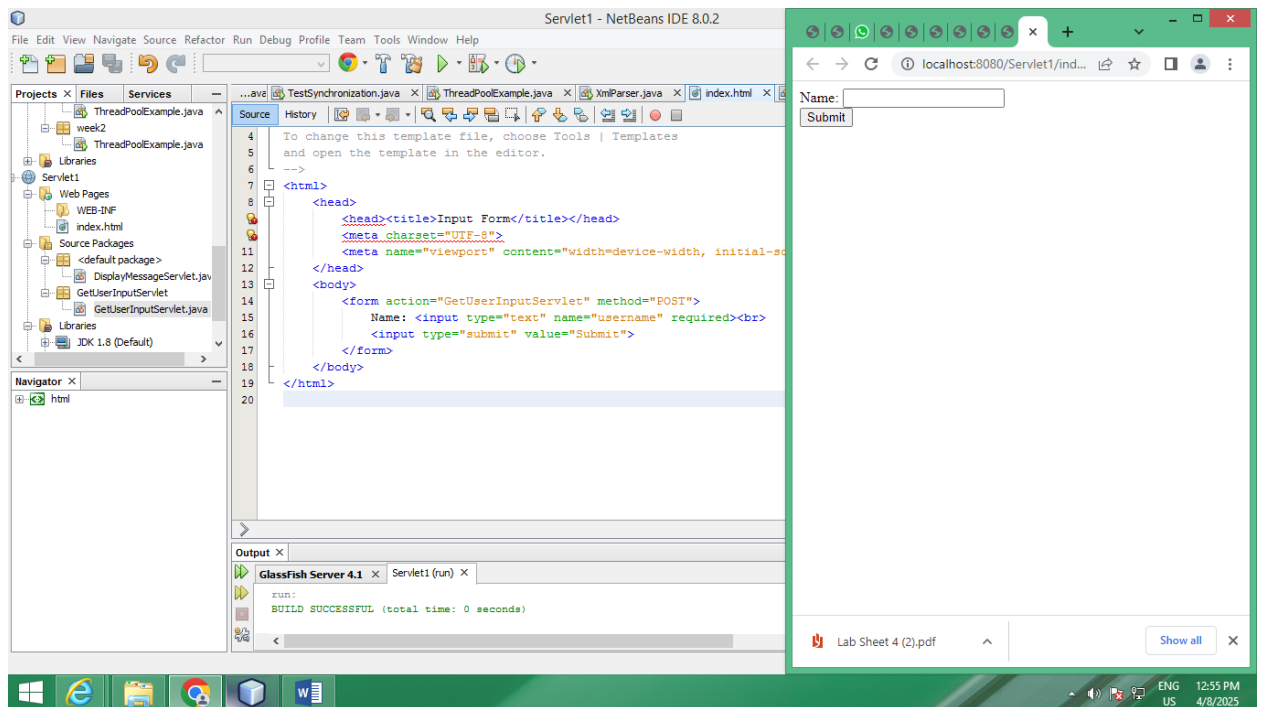 Servlet1 - NetBeans IDE 8.0.2
File Edit View Navigate Source Refactor Run Debug Profile Team Tools Window Help
Projects Files Services
ThreadPoolExample.java
week2
ThreadPoolExample.java
Libraries
Servlet1
Web Pages
WEB-INF
index.html
Source Packages
<default package>
DisplayMessageServlet.jav
GetUserInputServlet
GetUserInputServlet.java
Libraries
JDK 1.8 (Default)
Navigator
html
...ava TestSynchronization.java ThreadPoolExample.java XmlParser.java index.html
Source History
4 To change this template file, choose Tools | Templates
5 and open the template in the editor.
6 -->
7 <html>
8 <head>
<head><title>Input Form</title></head>
<meta charset="UTF-8">
11 <meta name="viewport" content="width=device-width, initial-sc
12 </head>
13 <body>
14 <form action="GetUserInputServlet" method="POST">
15 Name: <input type="text" name="username" required><br>
16 <input type="submit" value="Submit">
17 </form>
18 </body>
19 </html>
20
Output
GlassFish Server 4.1 Servlet1 (run)
run:
BUILD SUCCESSFUL (total time: 0 seconds)
localhost:8080/Servlet1/ind...
Name:
Submit
Lab Sheet 4 (2).pdf
Show all
ENG 12:55 PM
US 4/8/2025